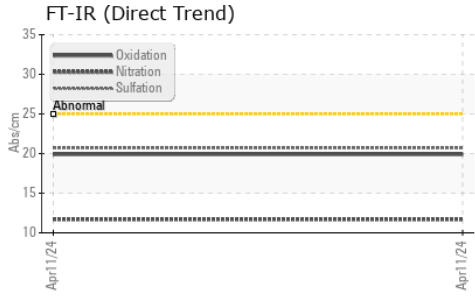 FT-IR (Direct Trend)
35
Oxidation
30
Nitration
Sulfation
Abnormal
25
Abs/cm
20
15
10
Apr11/24
Apr11/24